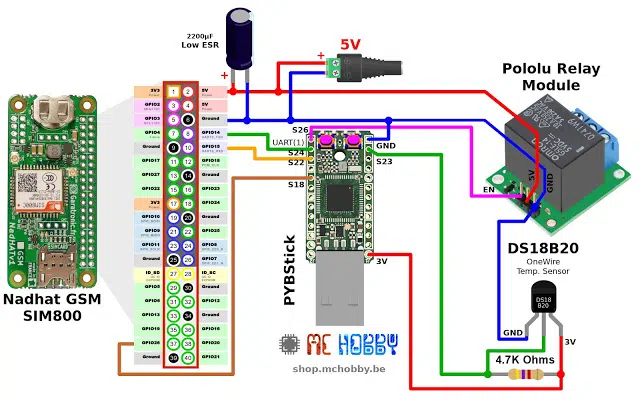 2200µF
Low ESR
+
+
5V
Pololu Relay
Module
5V
GND
EN
Nadhat GSM
SIM800
NadHATv1
GSM
Garatronic.fr
SIM800C
3V3
1
2
5V
GPIO2
3
4
5V
GPIO3
5
6
Ground
GPIO4
7
8
GPIO14
Ground
9
10
GPIO15
GPIO17
11
12
GPIO18
GPIO27
13
14
Ground
GPIO22
15
16
GPIO23
3V3
17
18
GPIO24
GPIO10
19
20
Ground
GPIO9
21
22
GPIO25
GPIO11
23
24
GPIO8
Ground
25
26
GPIO7
ID_SD
27
28
ID_SC
GPIO5
29
30
Ground
GPIO6
31
32
GPIO12
GPIO13
33
34
Ground
GPIO19
35
36
GPIO16
GPIO26
37
38
GPIO20
Ground
39
40
GPIO21
S26
UART(1)
S24
S22
S18
GND
S23
3V
PYBStick
DS18B20
OneWire
Temp. Sensor
DS18
B20
GND
3V
4.7K Ohms
MC HOBBY
shop.mchobby.be